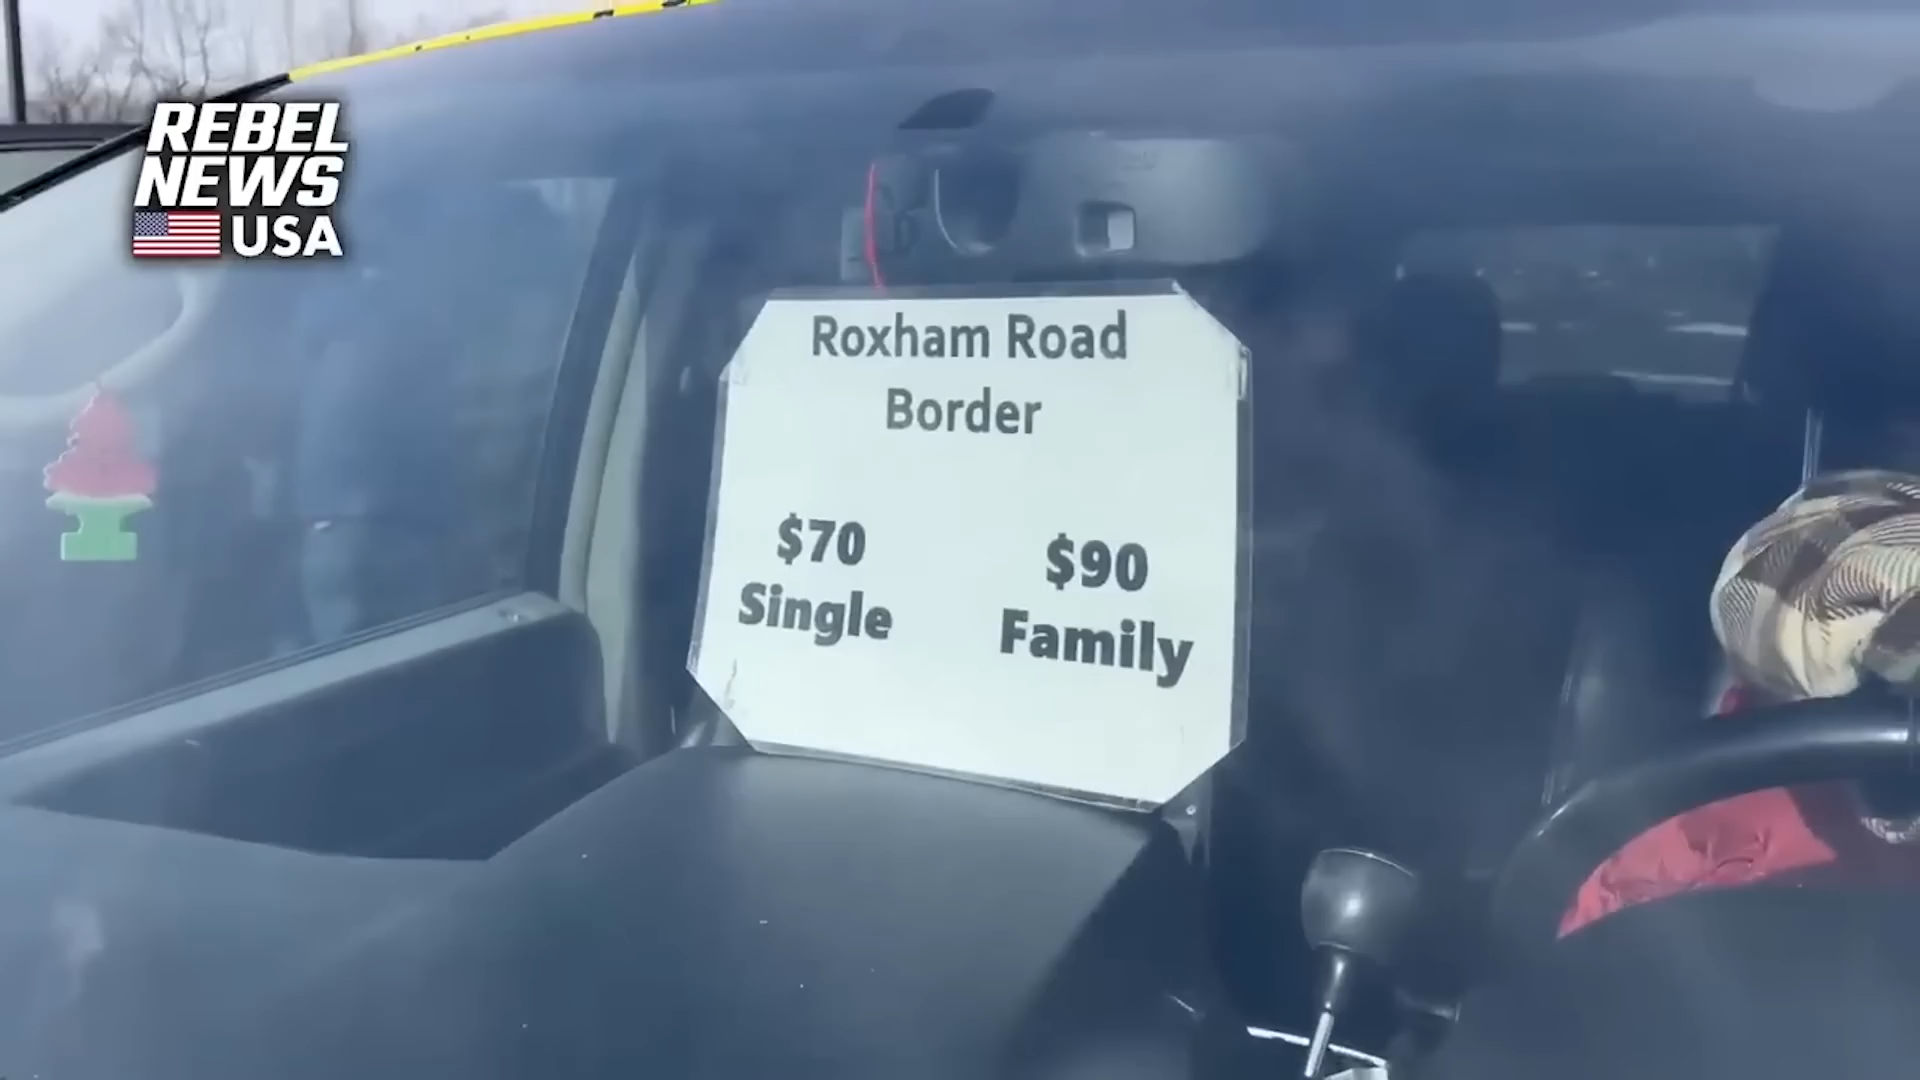 REBEL
NEWS
USA
Roxham Road
Border
$70
Single
$90
Family